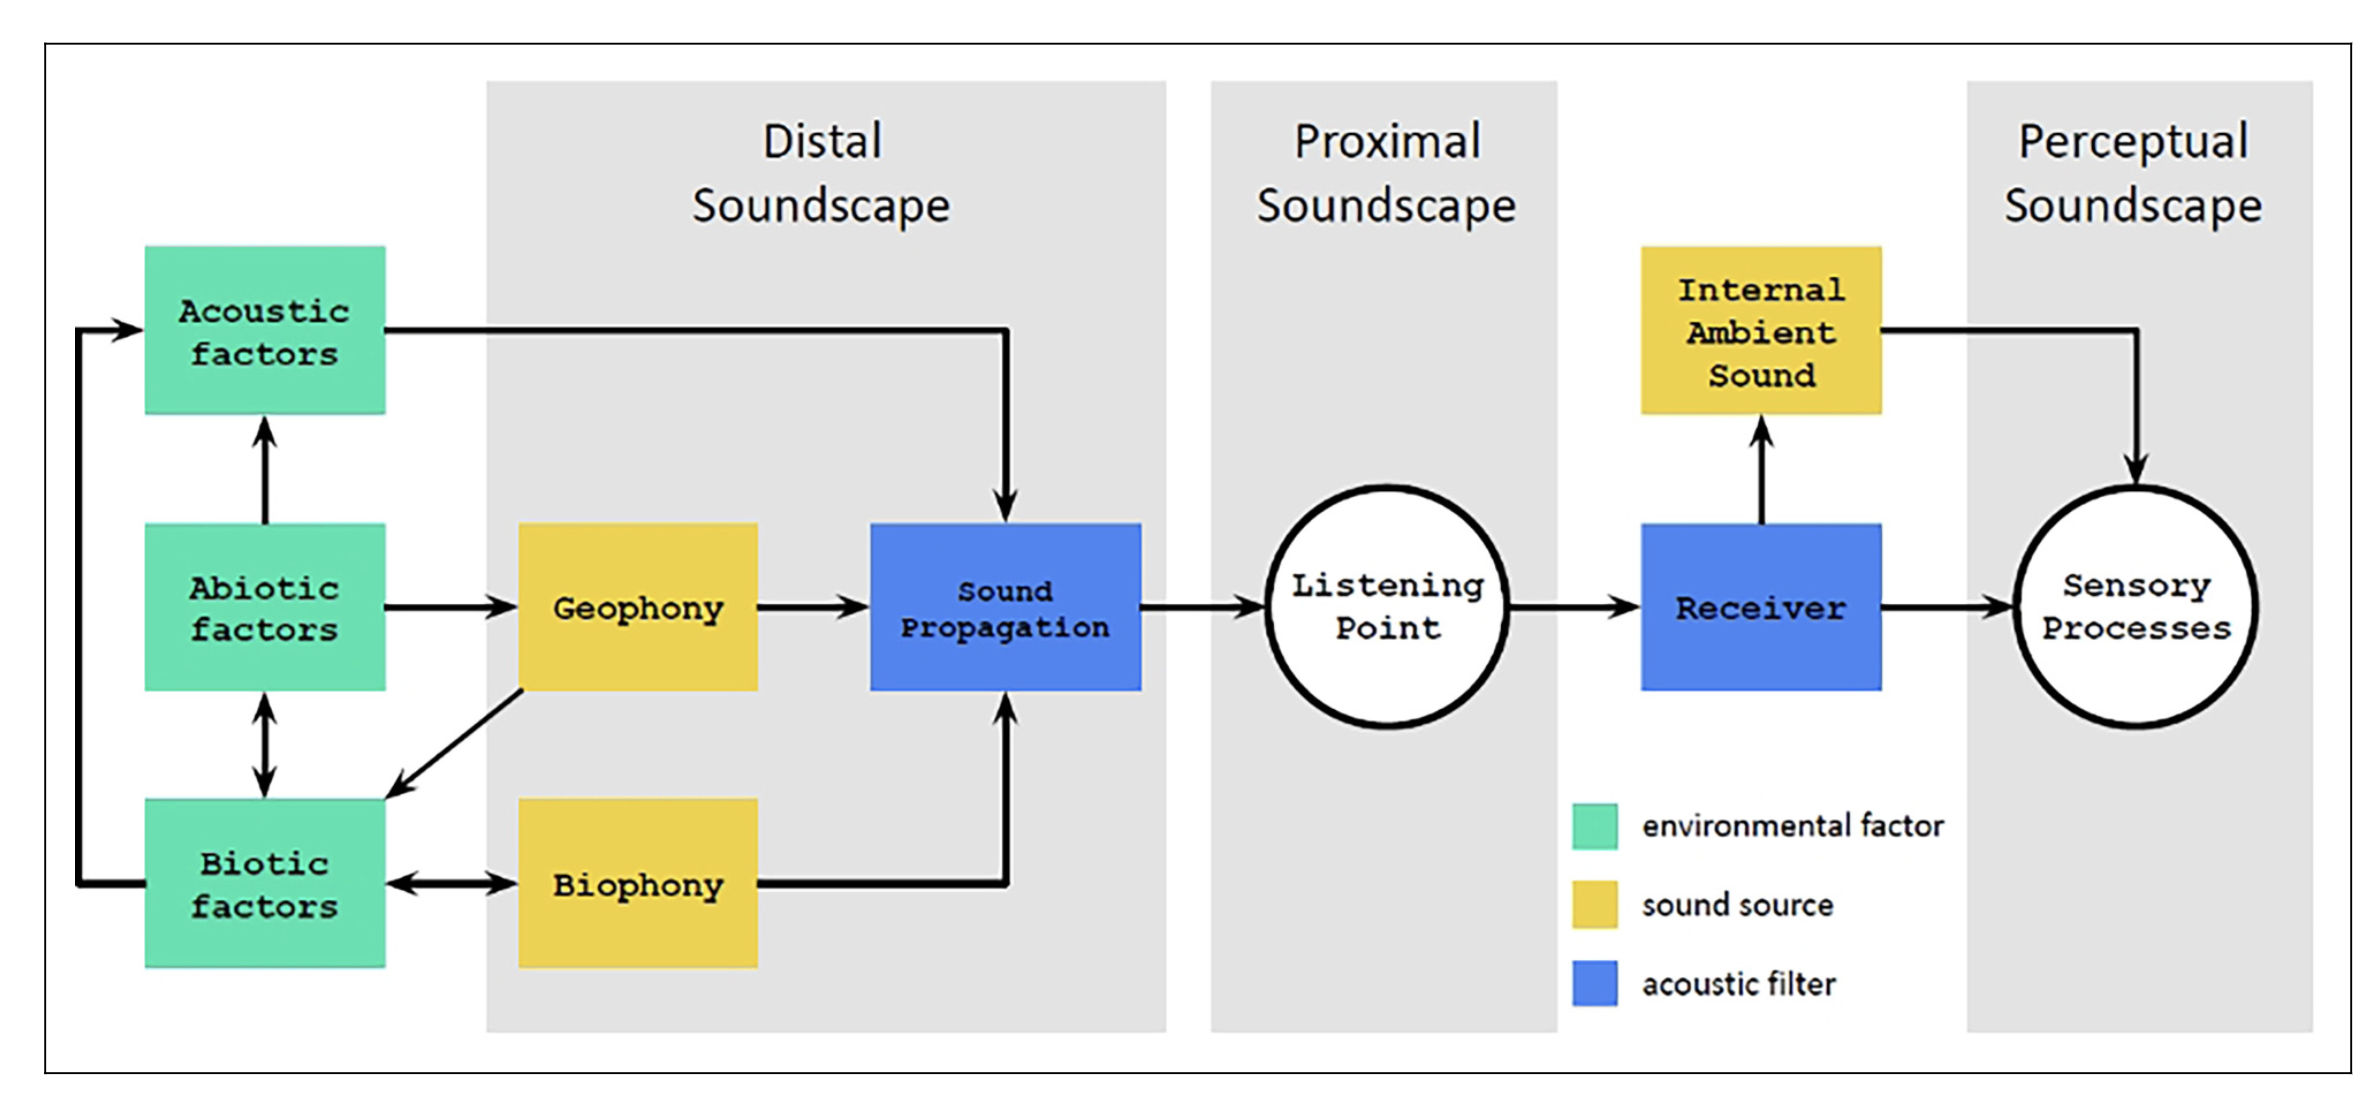 Distal
Soundscape
Proximal
Soundscape
Perceptual
Soundscape
Acoustic
factors
Internal
Ambient
Sound
Abiotic
factors
Geophony
Sound
Propagation
Listening
Point
Receiver
Sensory
Processes
Biotic
factors
Biophony
environmental factor
sound source
acoustic filter